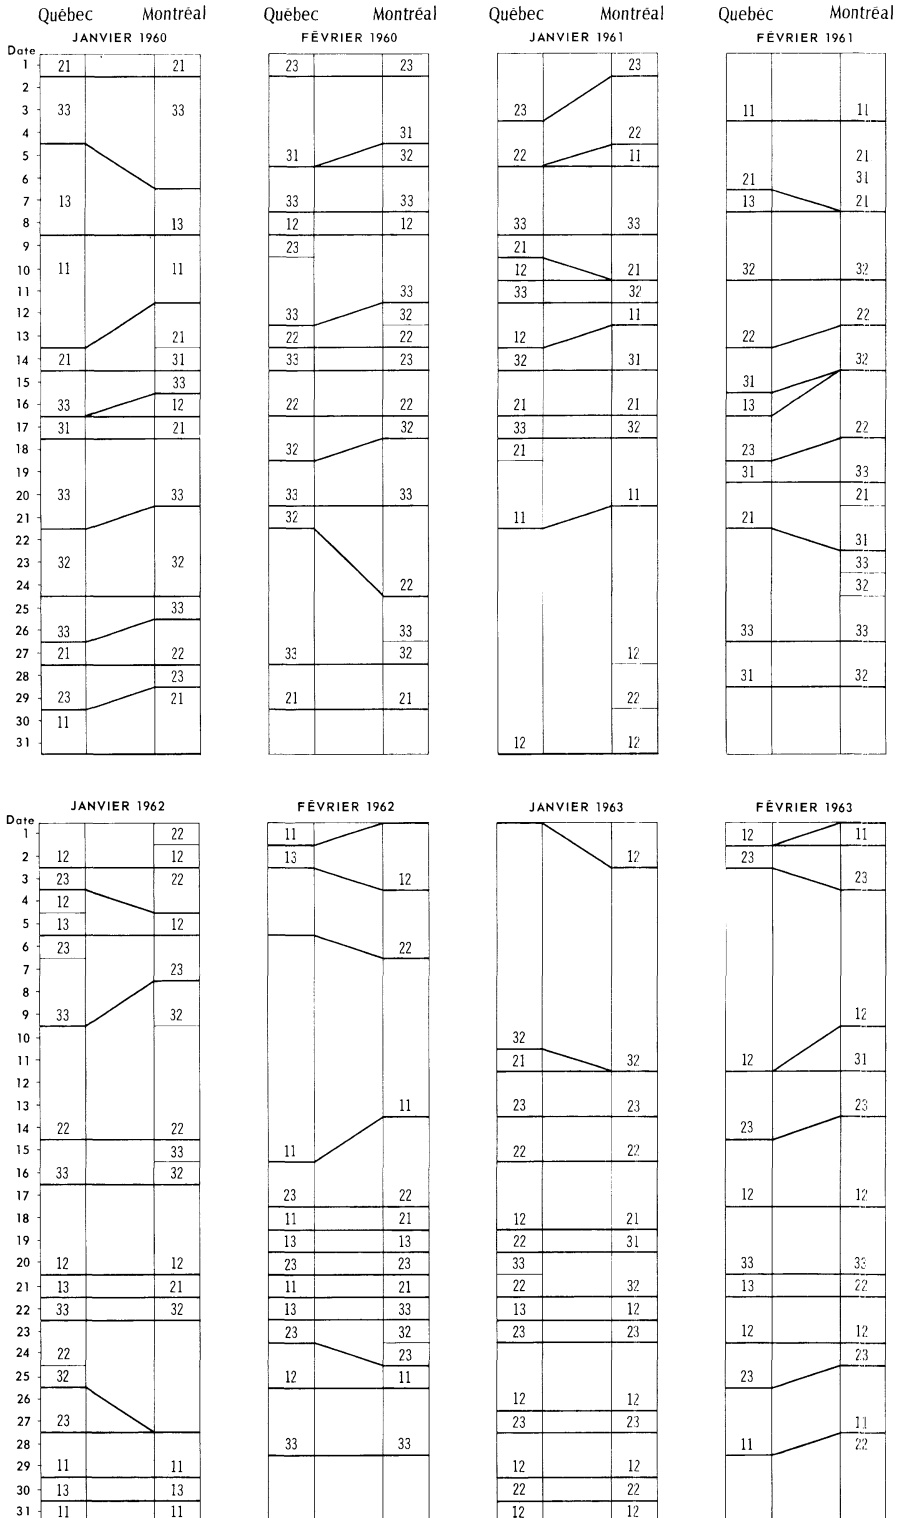 Québec Montréal Québec Montréal
JANVIER 1960 FÉVRIER 1960 JANVIER 1961 FÉVRIER 1961
Date
1 21 21 23 23 23
2
3 33 33 23 11 11
4 31 22
5 31 32 22 11 21
6 21 31
7 13 33 33 13 21
8 13 12 12 33 33
9 23 21
10 11 11 12 21 32 32
11 33 33 32
12 32 11 22
12 33
13 21 22 22 12 22
14 21 31 33 23 32 31 32
15 33 31
16 33 12 22 22 21 21 13
17 31 21 32 33 32 22
18 32 21 23
19 31 33
20 33 33 33 33 11 21
21 32 11 21
22 31
23 32 32 33
24 22 32
25 33
26 33 33 33 33
27 21 22 33 32 12
28 23 31 32
29 23 21 21 21 22
30 11
31 12 12
JANVIER 1962 FÉVRIER 1962 JANVIER 1963 FÉVRIER 1963
Date
1 22 11 12 11
2 12 12 13 12 23
3 23 22 12 23
4 12
5 13 12
6 23 22
7 23
8
9 33 32 12
10 32
11 21 32 12 31
12
13 11 23 23 23
14 22 22 23
15 33 11 22 22
16 33 32
17 23 22 12 12
18 11 21 12 21
19 13 13 22 31
20 12 12 23 23 33 33 33
21 13 21 11 21 22 32 13 22
22 33 32 13 33 13 12
23 23 32 23 23 12 12
24 22 23 23
25 32 12 11 23
26 12 12
27 23 23 23 11
28 33 33 11 22
29 11 11 12 12
30 13 13 22 22
31 11 11 12 12